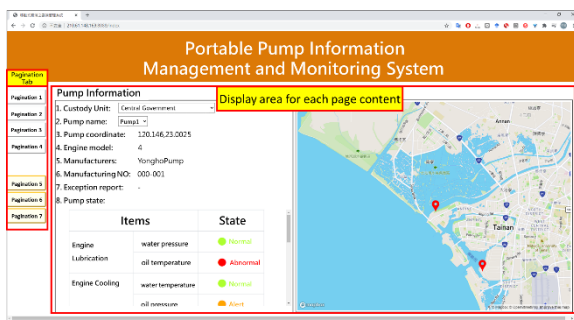 Portable Pump Information
Management and Monitoring System
Pagination
Tab
Pagination 1
Pagination 2
Pagination 3
Pagination 4
Pagination 5
Pagination 6
Pagination 7
Pump Information
Display area for each page content
1. Custody Unit: Central Government
2. Pump name: Pump1
3. Pump coordinate: 120.146,23.0025
4. Engine model: 4
5. Manufacturers: YonghoPump
6. Manufacturing NO: 000-001
7. Exception report: -
8. Pump state:
Items State
Engine Lubrication
water pressure Normal
oil temperature Abnormal
Engine Cooling
water temperature Normal
oil pressure Alert
Annan
Tainan